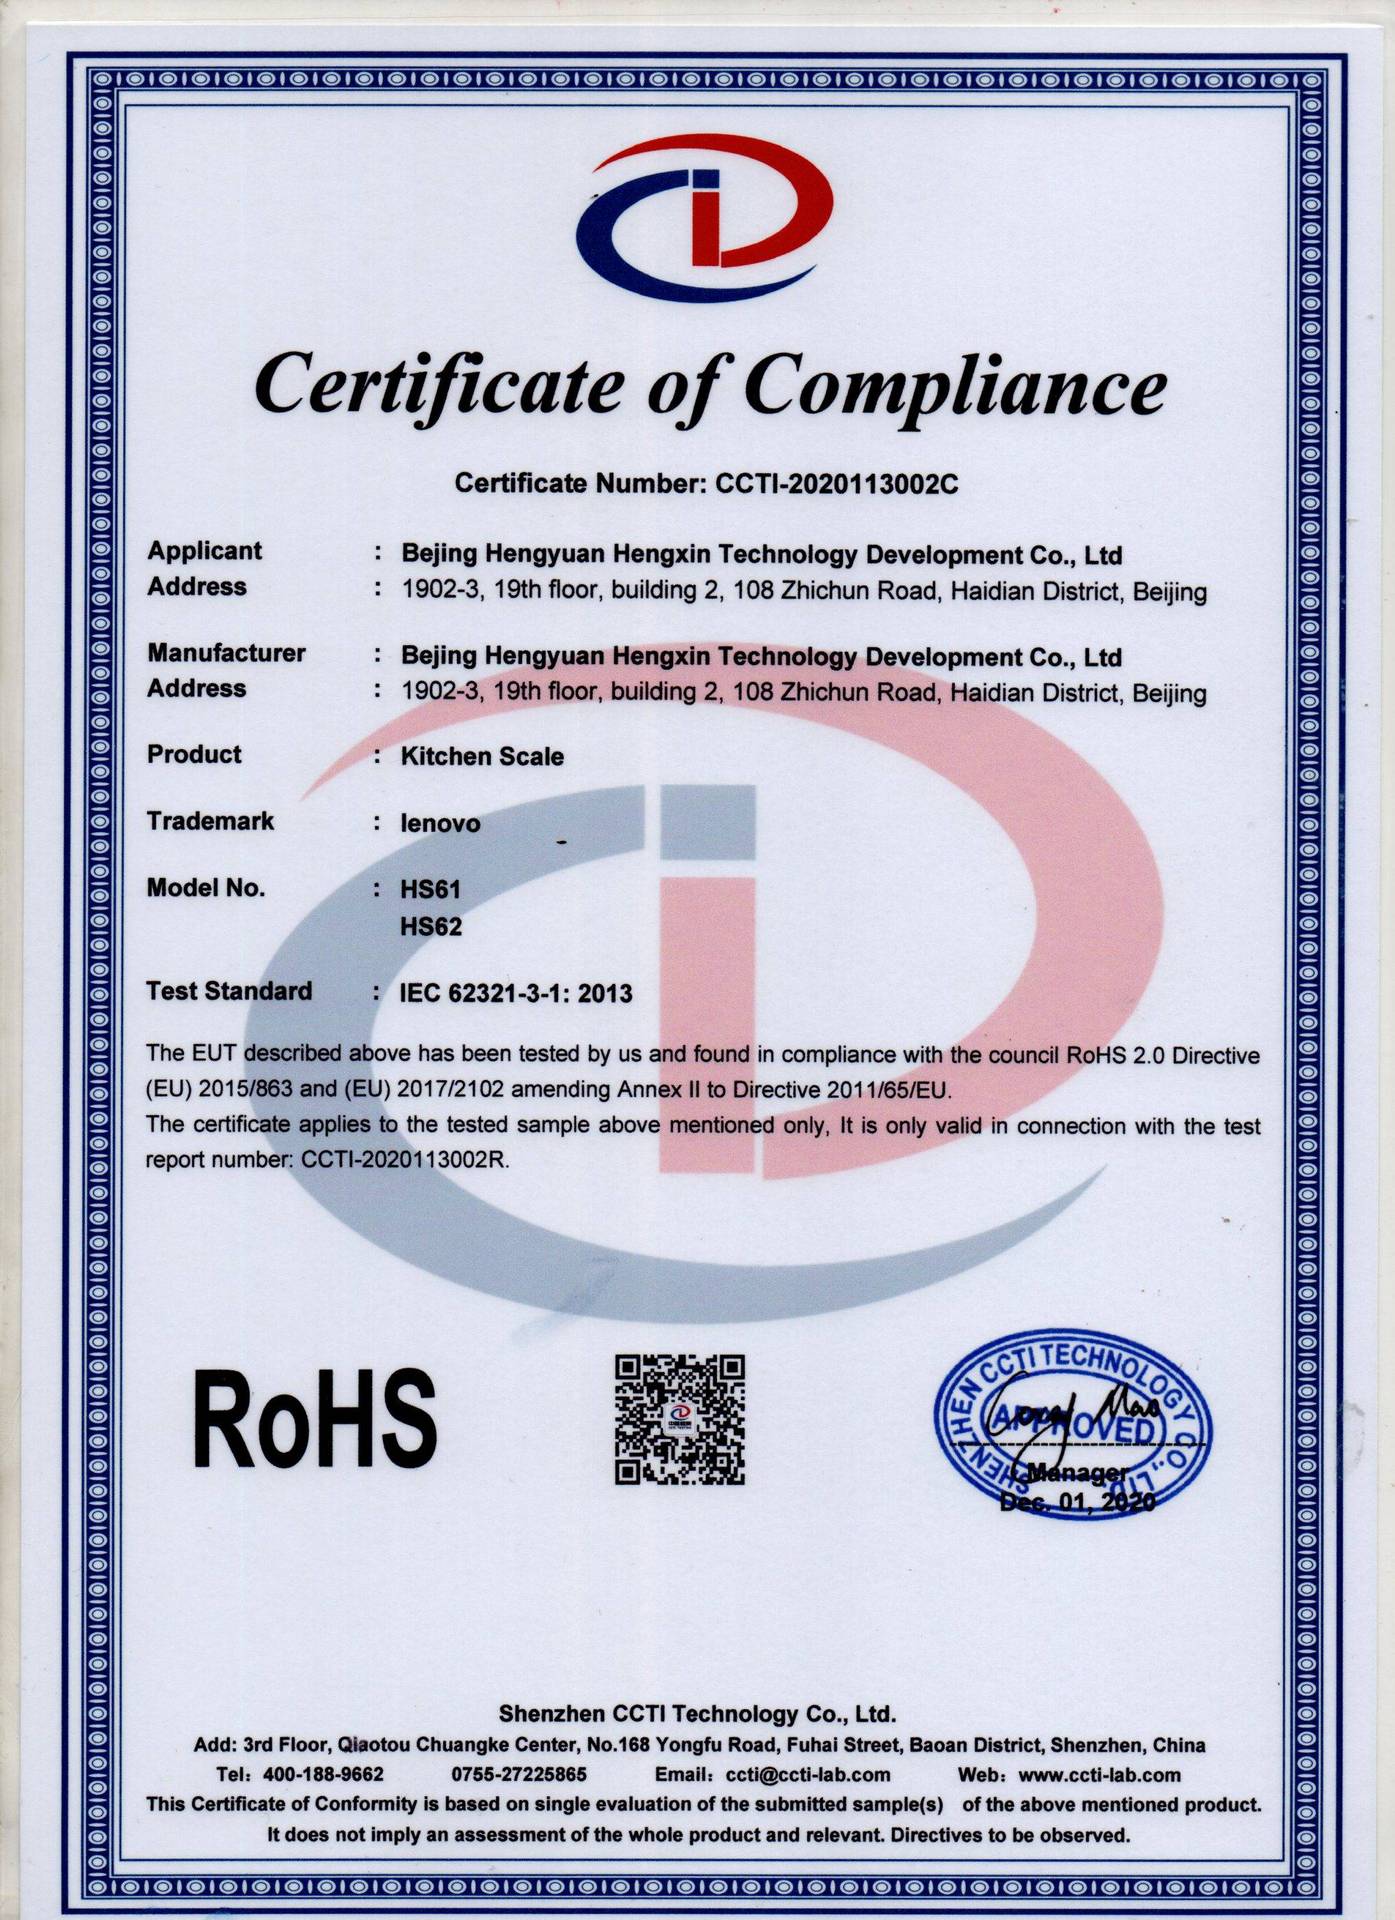 Certificate of Compliance
Certificate Number: CCTI-2020113002C
Applicant : Bejing Hengyuan Hengxin Technology Development Co., Ltd
Address : 1902-3, 19th floor, building 2, 108 Zhichun Road, Haidian District, Beijing
Manufacturer : Bejing Hengyuan Hengxin Technology Development Co., Ltd
Address : 1902-3, 19th floor, building 2, 108 Zhichun Road, Haidian District, Beijing
Product : Kitchen Scale
Trademark : lenovo
Model No. : HS61
HS62
Test Standard : IEC 62321-3-1: 2013
The EUT described above has been tested by us and found in compliance with the council RoHS 2.0 Directive
(EU) 2015/863 and (EU) 2017/2102 amending Annex II to Directive 2011/65/EU.
The certificate applies to the tested sample above mentioned only, It is only valid in connection with the test
report number: CCTI-2020113002R.
RoHS
SHENZHEN CCTI TECHNOLOGY CO., LTD.
APPROVED
Manager
Dec. 01, 2020
Shenzhen CCTI Technology Co., Ltd.
Add: 3rd Floor, Qiaotou Chuangke Center, No.168 Yongfu Road, Fuhai Street, Baoan District, Shenzhen, China
Tel: 400-188-9662 0755-27225865 Email: ccti@ccti-lab.com Web: www.ccti-lab.com
This Certificate of Conformity is based on single evaluation of the submitted sample(s) of the above mentioned product.
It does not imply an assessment of the whole product and relevant. Directives to be observed.